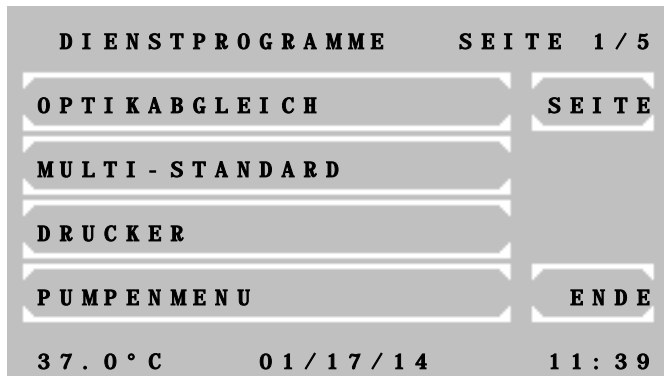 DIENSTPROGRAMME SEITE 1/5
OPTIKABGLEICH SEITE
MULTI-STANDARD
DRUCKER
PUMPENMENU ENDE
37.0°C 01/17/14 11:39